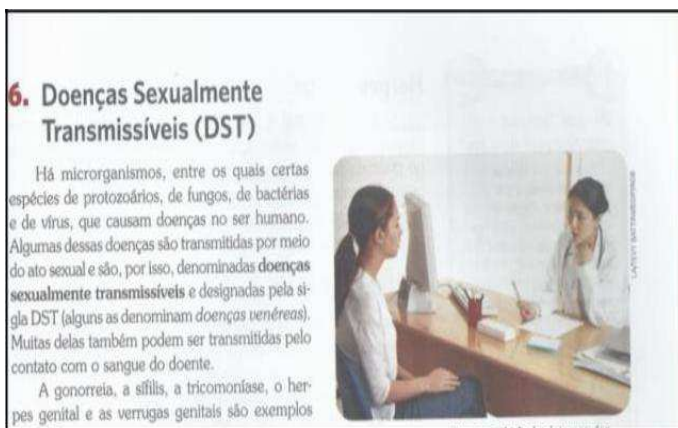 6. Doenças Sexualmente
Transmissíveis (DST)
Há microrganismos, entre os quais certas
espécies de protozoários, de fungos, de bactérias
e de vírus, que causam doenças no ser humano.
Algumas dessas doenças são transmitidas por meio
do ato sexual e são, por isso, denominadas doenças
sexualmente transmissíveis e designadas pela si-
gla DST (alguns as denominam doenças venéreas).
Muitas delas também podem ser transmitidas pelo
contato com o sangue do doente.
A gonorreia, a sífilis, a tricomoníase, o her-
pes genital e as verrugas genitais são exemplos